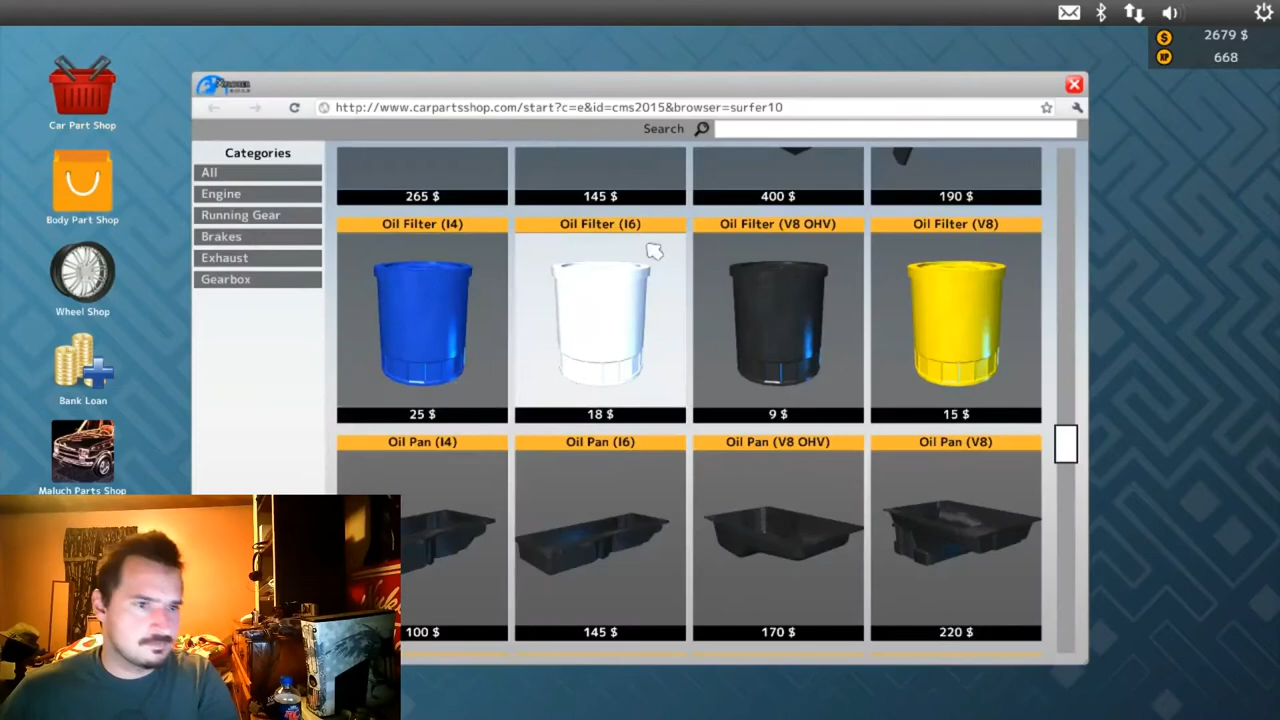 2679 $
668
Car Part Shop
Body Part Shop
Wheel Shop
Bank Loan
Maluch Parts Shop
http://www.carpartsshop.com/start?c=e&id=cms2015&browser=surfer10
Search
Categories
All
Engine
Running Gear
Brakes
Exhaust
Gearbox
265 $ 145 $ 400 $ 190 $
Oil Filter (I4) Oil Filter (I6) Oil Filter (V8 OHV) Oil Filter (V8)
25 $ 18 $ 9 $ 15 $
Oil Pan (I4) Oil Pan (I6) Oil Pan (V8 OHV) Oil Pan (V8)
100 $ 145 $ 170 $ 220 $